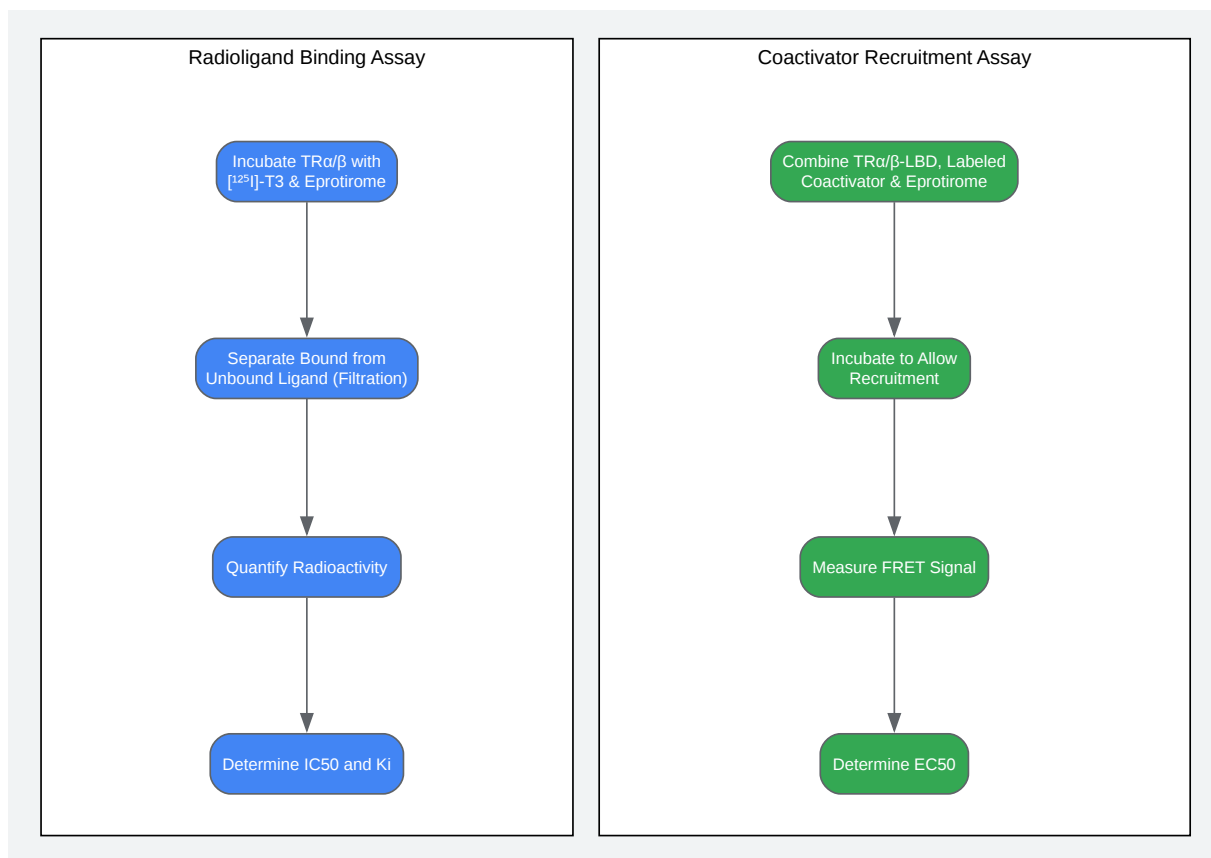 Radioligand Binding Assay
Incubate TRα/β with
[¹²⁵I]-T3 & Eprotirome
Separate Bound from
Unbound Ligand (Filtration)
Quantify Radioactivity
Determine IC50 and Ki
Coactivator Recruitment Assay
Combine TRα/β-LBD, Labeled
Coactivator & Eprotirome
Incubate to Allow
Recruitment
Measure FRET Signal
Determine EC50